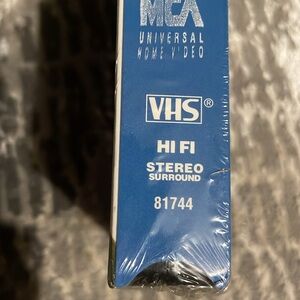 MCA
UNIVERSAL
HOME VIDEO
VHS®
HI FI
STEREO
SURROUND
81744